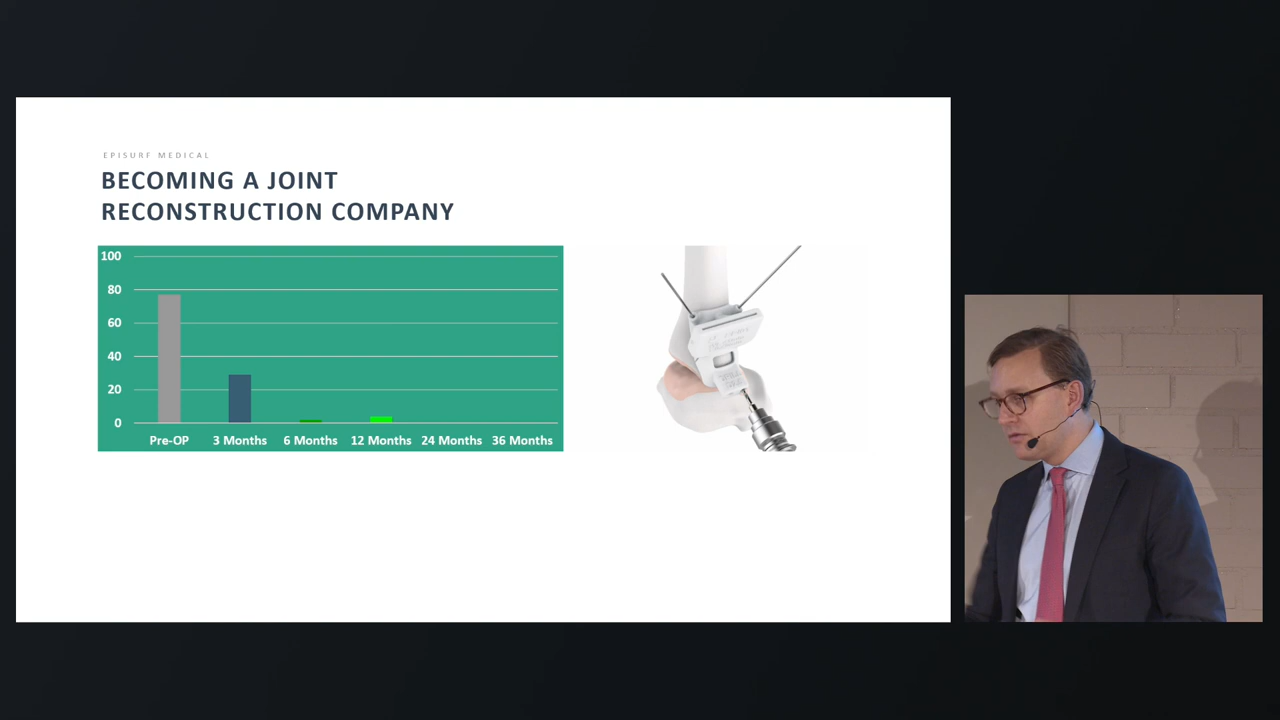 EPISURF MEDICAL
BECOMING A JOINT
RECONSTRUCTION COMPANY
100
80
60
40
20
0
Pre-OP 3 Months 6 Months 12 Months 24 Months 36 Months